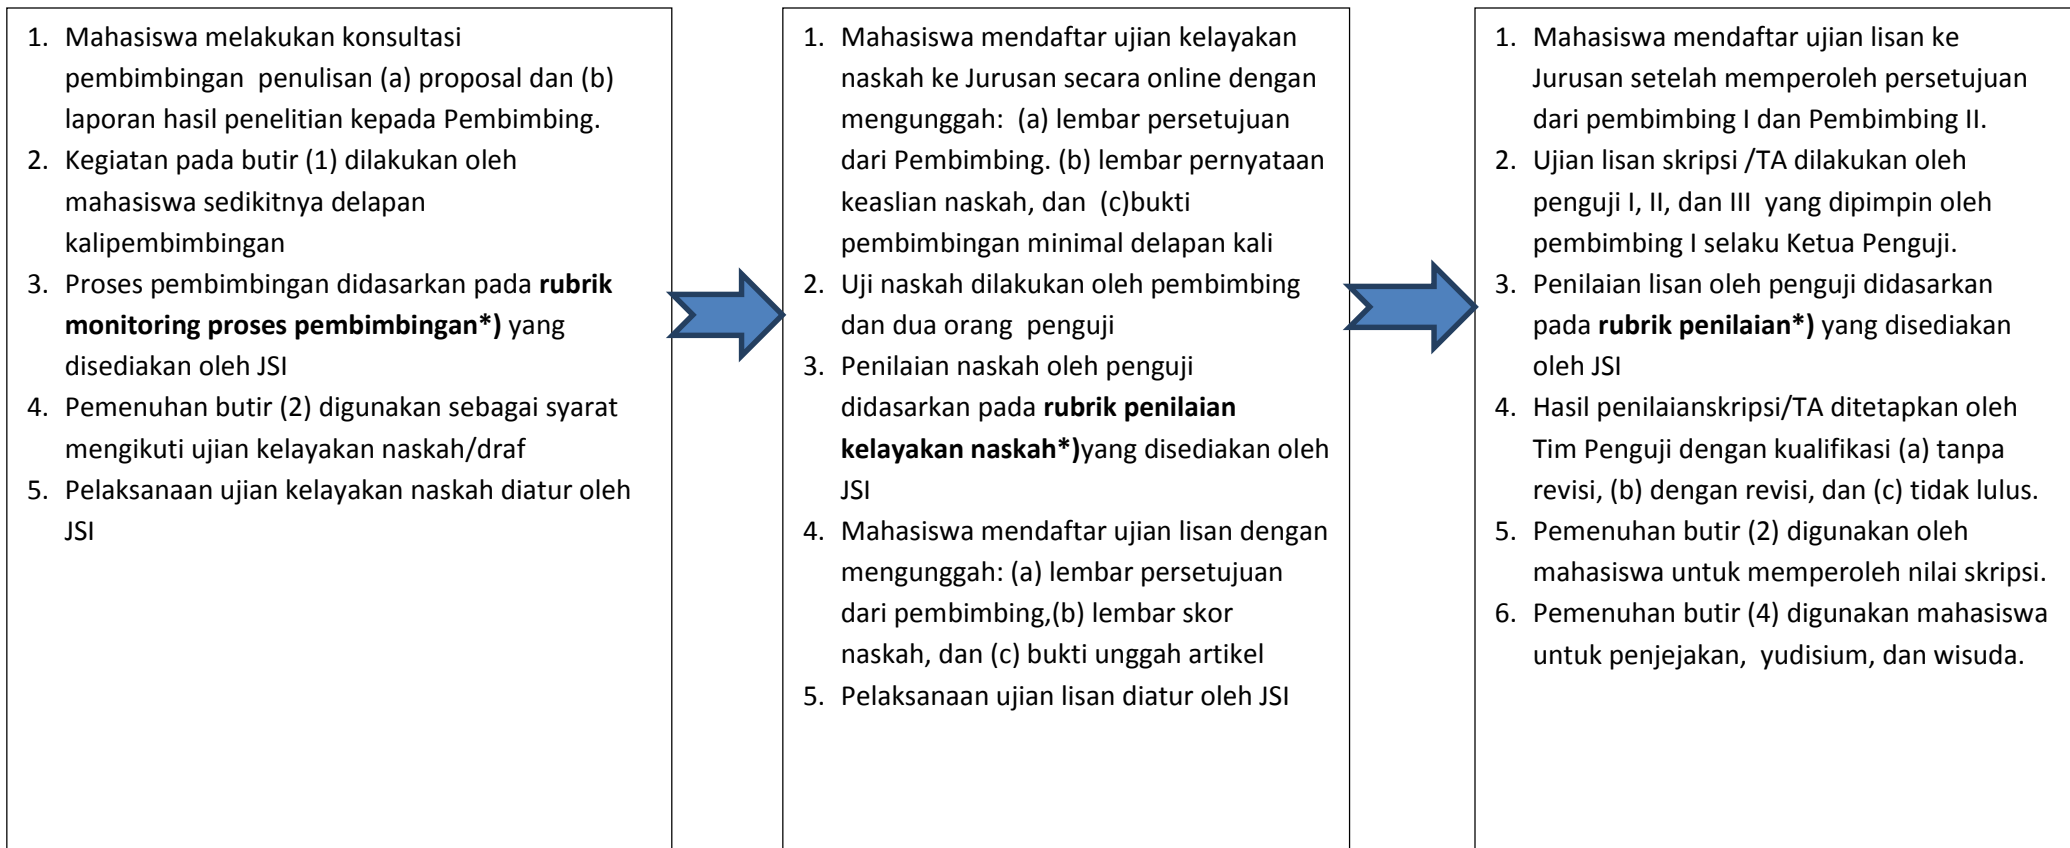 1. Mahasiswa melakukan konsultasi
pembimbingan penulisan (a) proposal dan (b)
laporan hasil penelitian kepada Pembimbing.
2. Kegiatan pada butir (1) dilakukan oleh
mahasiswa sedikitnya delapan
kalipembimbingan
3. Proses pembimbingan didasarkan pada rubrik
monitoring proses pembimbingan*) yang
disediakan oleh JSI
4. Pemenuhan butir (2) digunakan sebagai syarat
mengikuti ujian kelayakan naskah/draf
5. Pelaksanaan ujian kelayakan naskah diatur oleh
JSI
1. Mahasiswa mendaftar ujian kelayakan
naskah ke Jurusan secara online dengan
mengunggah: (a) lembar persetujuan
dari Pembimbing. (b) lembar pernyataan
keaslian naskah, dan (c)bukti
pembimbingan minimal delapan kali
2. Uji naskah dilakukan oleh pembimbing
dan dua orang penguji
3. Penilaian naskah oleh penguji
didasarkan pada rubrik penilaian
kelayakan naskah*)yang disediakan oleh
JSI
4. Mahasiswa mendaftar ujian lisan dengan
mengunggah: (a) lembar persetujuan
dari pembimbing,(b) lembar skor
naskah, dan (c) bukti unggah artikel
5. Pelaksanaan ujian lisan diatur oleh JSI
1. Mahasiswa mendaftar ujian lisan ke
Jurusan setelah memperoleh persetujuan
dari pembimbing I dan Pembimbing II.
2. Ujian lisan skripsi /TA dilakukan oleh
penguji I, II, dan III yang dipimpin oleh
pembimbing I selaku Ketua Penguji.
3. Penilaian lisan oleh penguji didasarkan
pada rubrik penilaian*) yang disediakan
oleh JSI
4. Hasil penilaianskripsi/TA ditetapkan oleh
Tim Penguji dengan kualifikasi (a) tanpa
revisi, (b) dengan revisi, dan (c) tidak lulus.
5. Pemenuhan butir (2) digunakan oleh
mahasiswa untuk memperoleh nilai skripsi.
6. Pemenuhan butir (4) digunakan mahasiswa
untuk penjejakan, yudisium, dan wisuda.